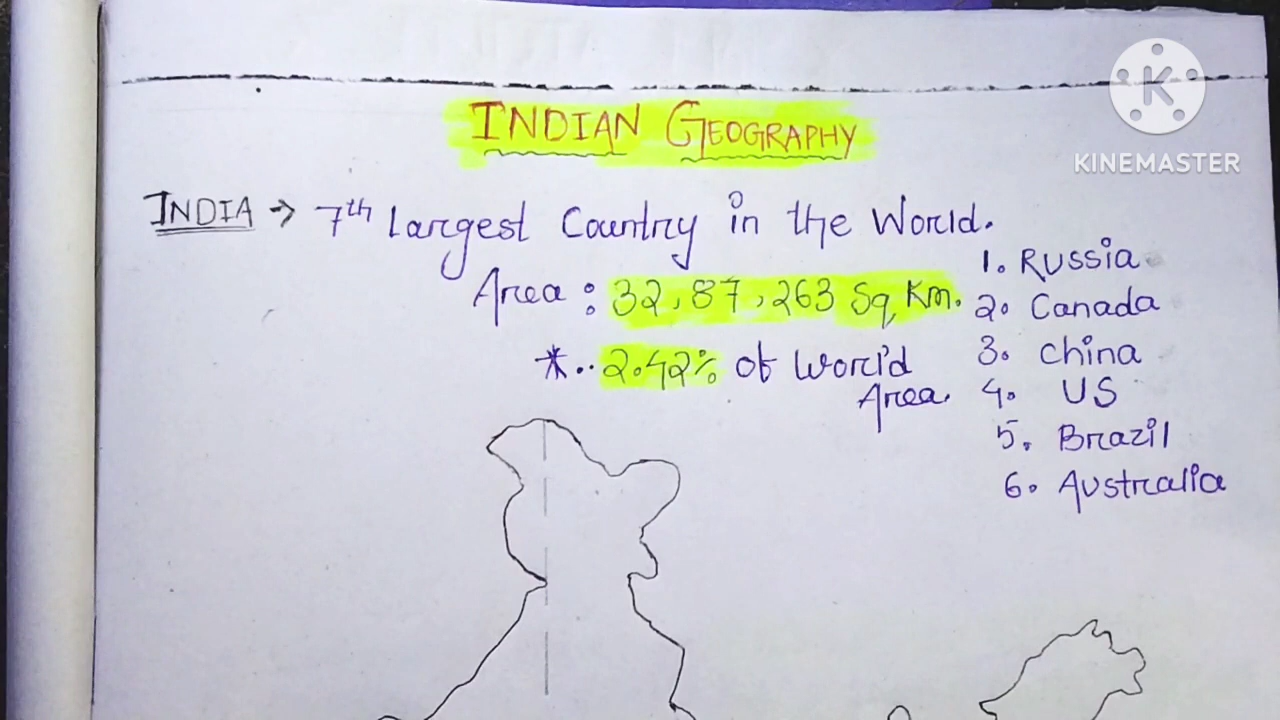 INDIAN GEOGRAPHY
K
KINEMASTER
INDIA → 7th Largest Country in the World.
Area : 32,87,263 Sq, Km.
*.. 2.42% of World
Area.
1. Russia
2. Canada
3. China
4. US
5. Brazil
6. Australia